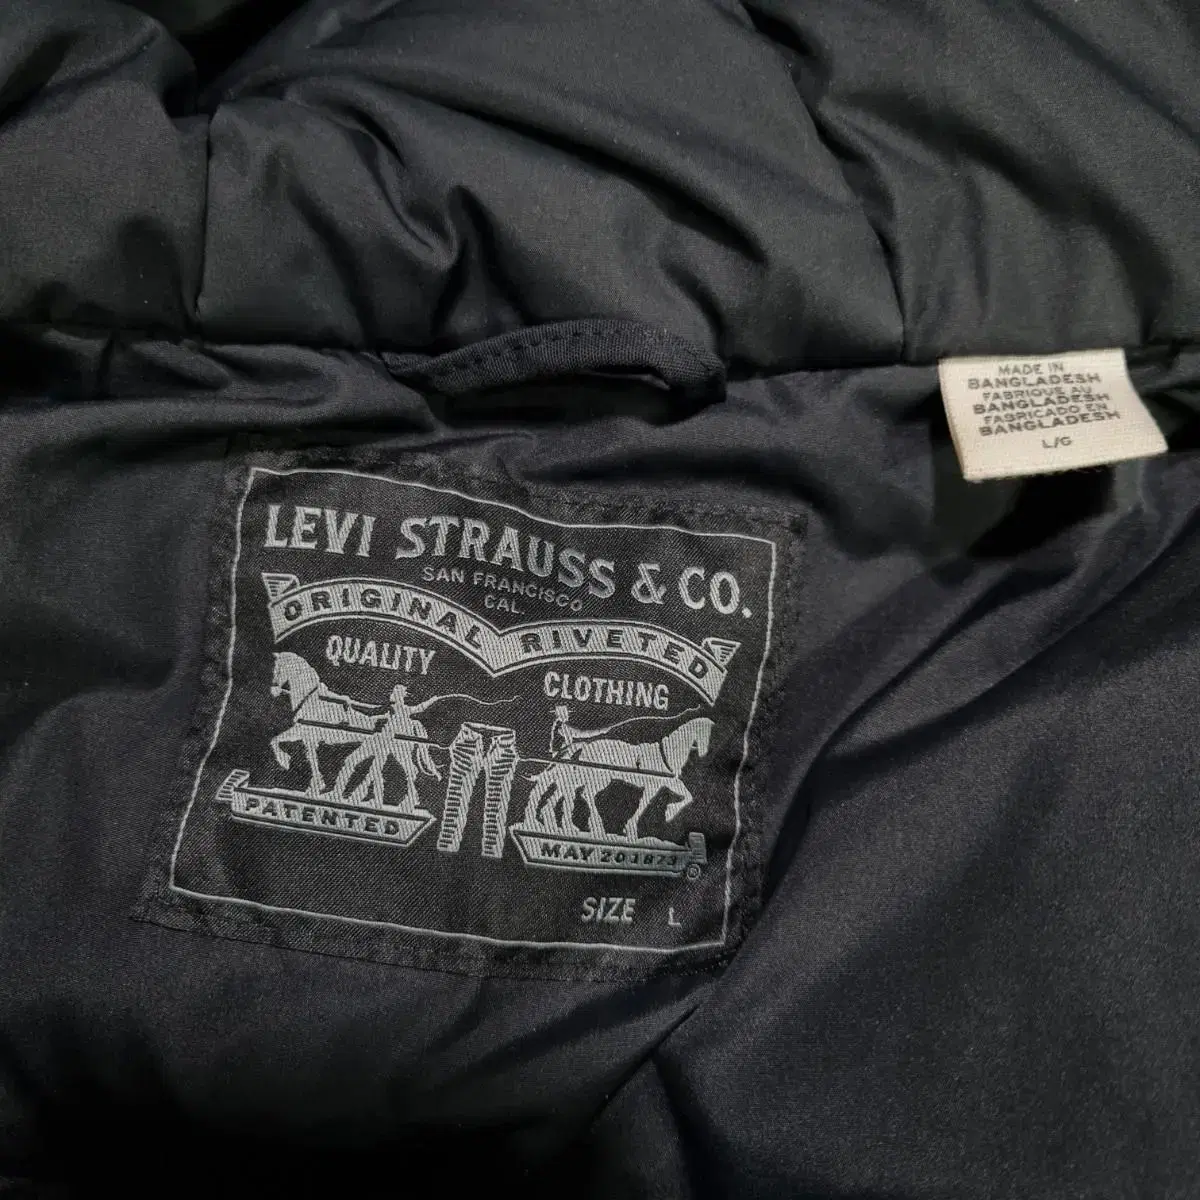 MADE IN
BANGLADESH
FABRIQUE AU
BANGLADESH
FABRICADO EN
BANGLADESH
L/G
LEVI STRAUSS & CO.
SAN FRANCISCO
CAL.
ORIGINAL RIVETED
QUALITY
CLOTHING
PATENTED
MAY 20 1873
®
SIZE L